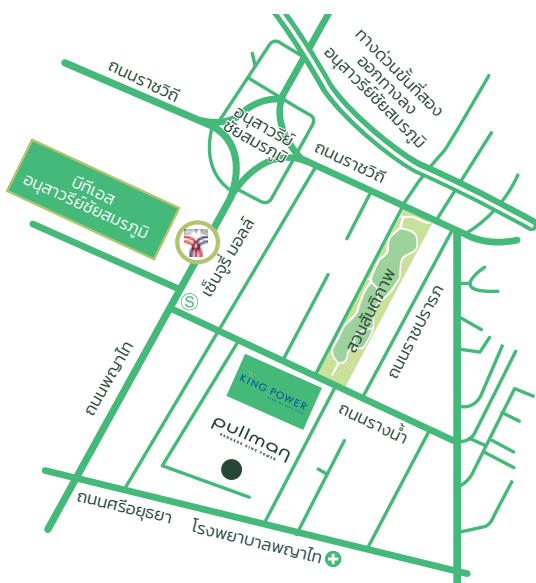 ทางด่วนขั้นที่สอง
ออกทางลง
อนุสาวรีย์ชัยสมรภูมิ
ถนนราชวิถี
อนุสาวรีย์
ชัยสมรภูมิ
ถนนราชวิถี
บีทีเอส
อนุสาวรีย์ชัยสมรภูมิ
เซ็นจูรี่ มอลล์
S
สวนสันติภาพ
ถนนราชปรารภ
ถนนพญาไท
KING POWER
ถนนรางน้ำ
pullman
BANGKOK KING POWER
ถนนศรีอยุธยา
โรงพยาบาลพญาไท